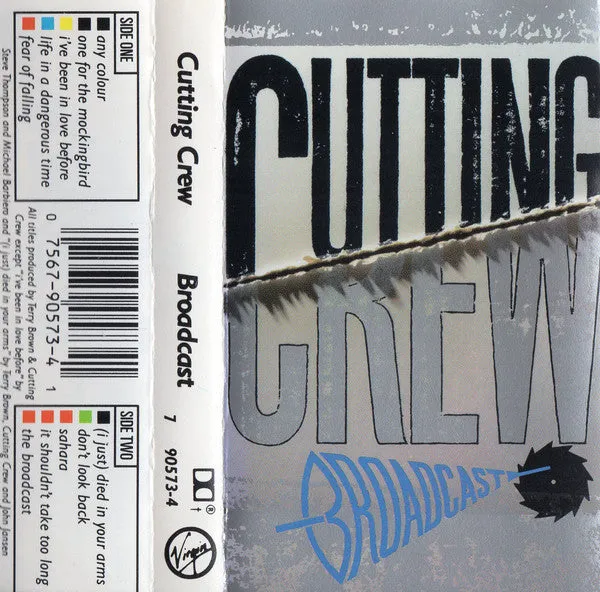 SIDE ONE
any colour
one for the mockingbird
i've been in love before
life in a dangerous time
fear of falling
0 7567-90573-4 1
SIDE TWO
(i just) died in your arms
don't look back
sahara
it shouldn't take too long
the broadcast
All titles produced by Terry Brown & Cutting
Crew except "i've been in love before" by
Steve Thompson and Michael Barbiero and "(i just) died in your arms" by Terry Brown, Cutting Crew and John Jansen
Cutting Crew Broadcast 7 90573-4
Virgin
CUTTING
CREW
BROADCAST